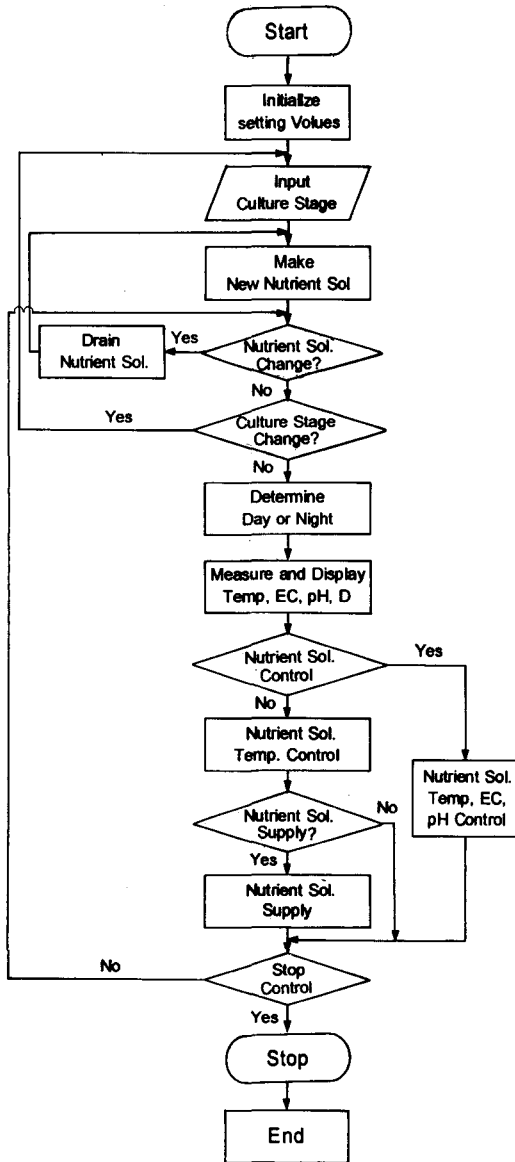 Start
Initialize
setting Volues
Input
Culture Stage
Make
New Nutrient Sol
Drain
Nutrient Sol.
Yes
Nutrient Sol.
Change?
No
Yes
Culture Stage
Change?
No
Determine
Day or Night
Measure and Display
Temp, EC, pH, D
Nutrient Sol.
Control
Yes
No
Nutrient Sol.
Temp. Control
Nutrient Sol.
Temp, EC,
pH Control
Nutrient Sol.
Supply?
No
Yes
Nutrient Sol.
Supply
No
Stop
Control
Yes
Stop
End